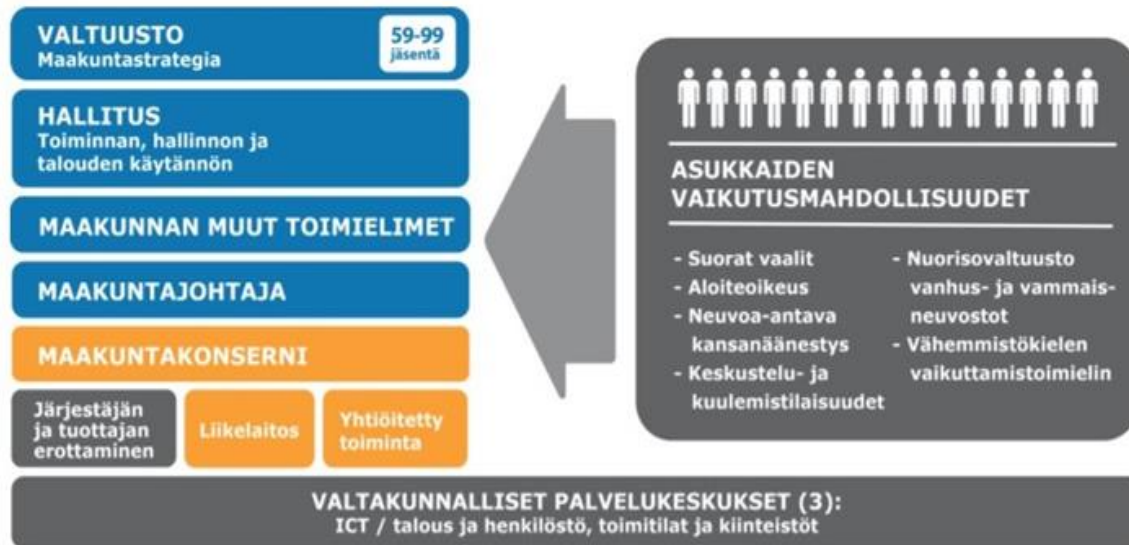 VALTUUSTO
Maakuntastrategia
59-99
jäsentä
HALLITUS
Toiminnan, hallinnon ja
talouden käytännön
MAAKUNNAN MUUT TOIMIELIMET
MAAKUNTAJOHTAJA
MAAKUNTAKONSERNI
Järjestäjän
ja tuottajan
erottaminen
Liikelaitos
Yhtiöitetty
toiminta
ASUKKAIDEN
VAIKUTUSMAHDOLLISUUDET
- Suorat vaalit
- Aloiteoikeus
- Neuvoa-antava
kansanäänestys
- Keskustelu- ja
kuulemistilaisuudet
- Nuorisovaltuusto
vanhus- ja vammais-
neuvostot
- Vähemmistökielen
vaikuttamistoimielin
VALTAKUNNALLISET PALVELUKESKUKSET (3):
ICT / talous ja henkilöstö, toimitilat ja kiinteistöt